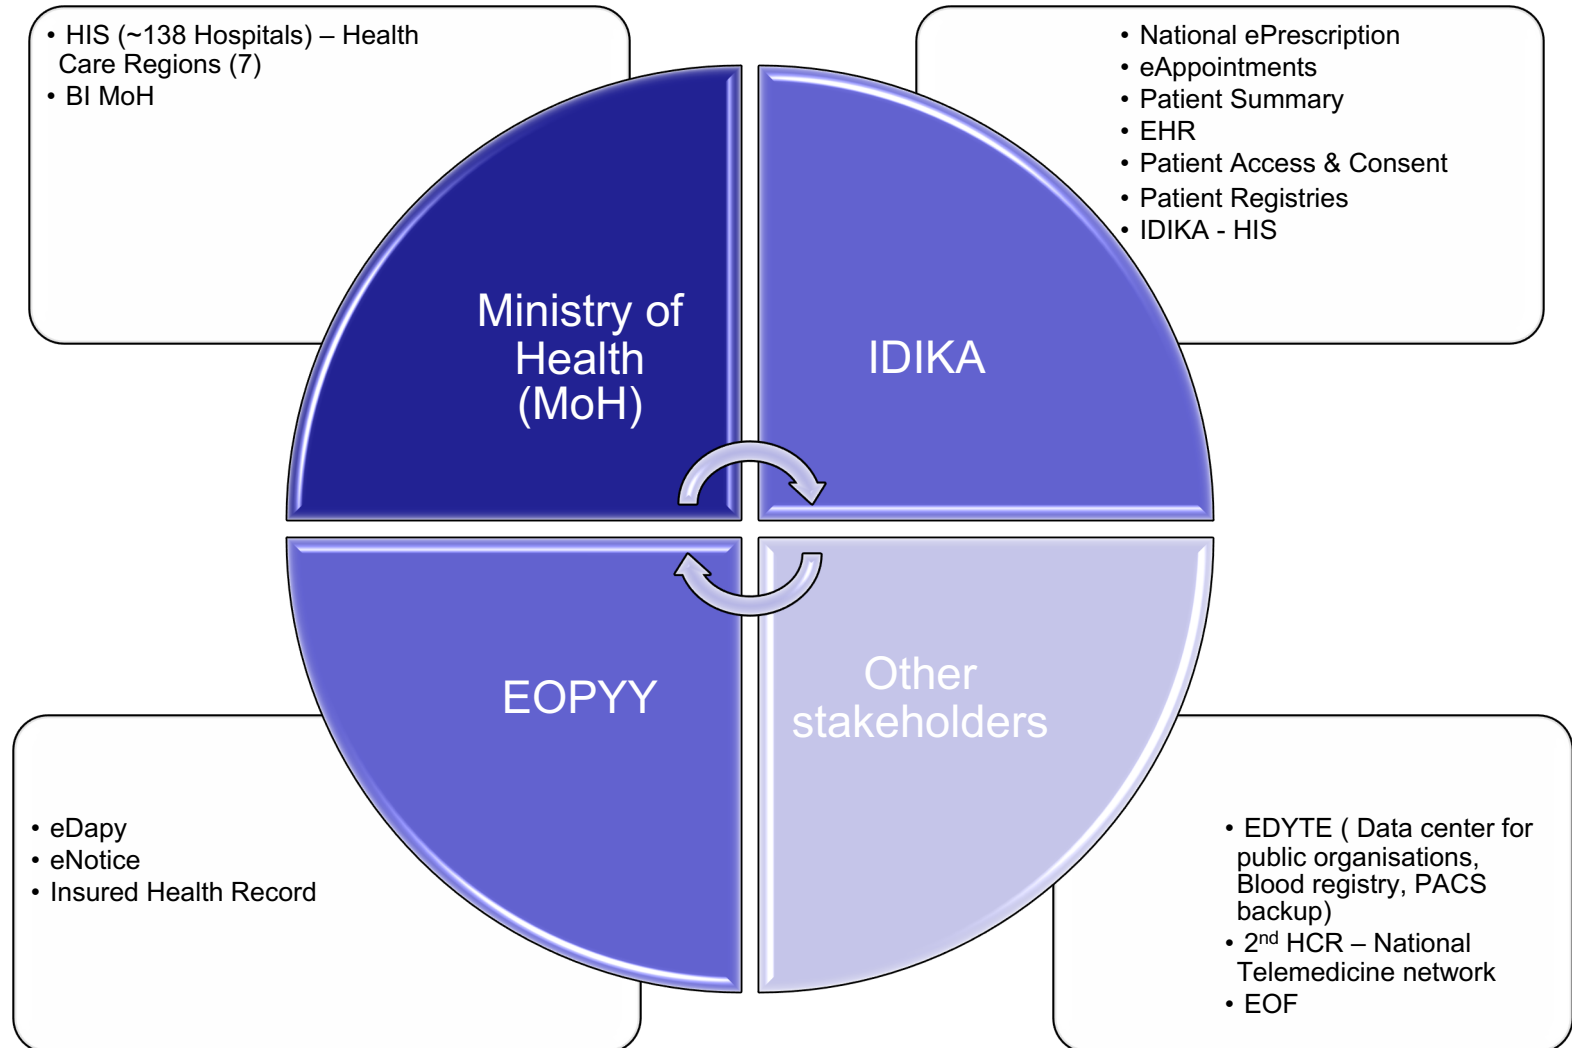 • HIS (~138 Hospitals) – Health
Care Regions (7)
• BI MoH
• National ePrescription
• eAppointments
• Patient Summary
• EHR
• Patient Access & Consent
• Patient Registries
• IDIKA - HIS
Ministry of
Health
(MoH)
IDIKA
EOPYY
Other
stakeholders
• eDapy
• eNotice
• Insured Health Record
• EDYTE ( Data center for
public organisations,
Blood registry, PACS
backup)
• 2nd HCR – National
Telemedicine network
• EOF